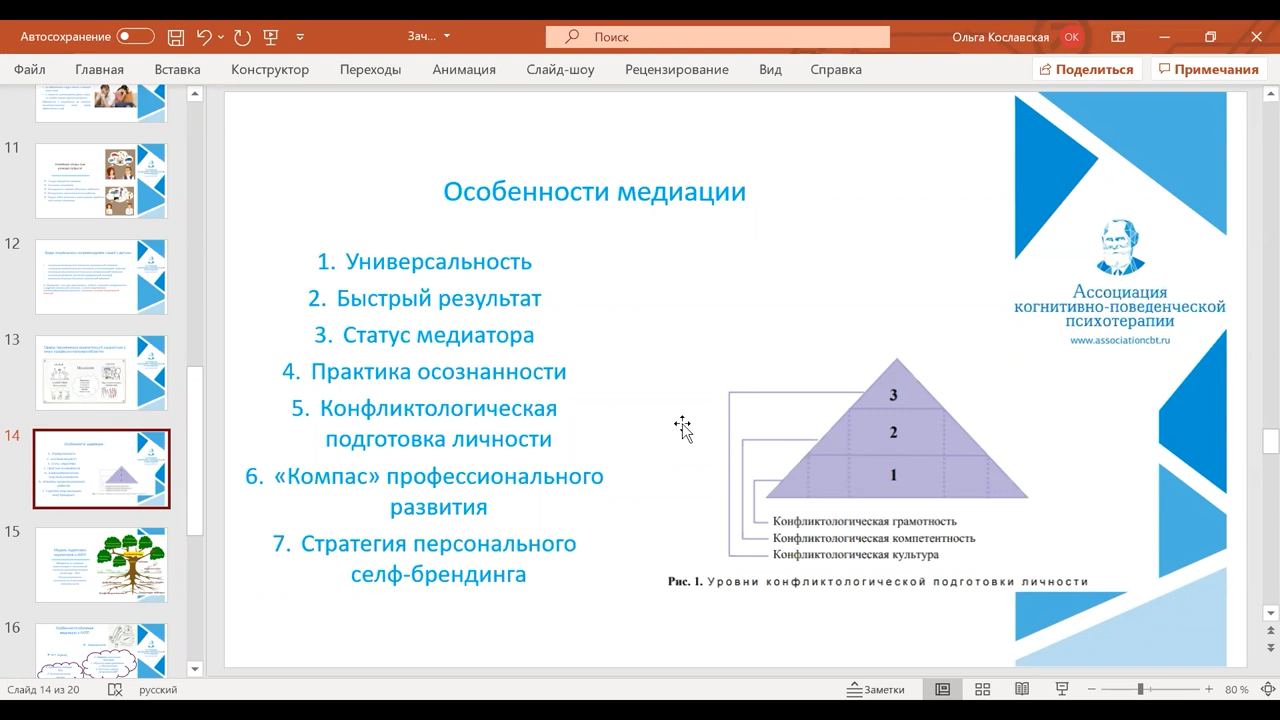 Автосохранение
Зач...
Поиск
Ольга Кославская
ОК
Файл
Главная
Вставка
Конструктор
Переходы
Анимация
Слайд-шоу
Рецензирование
Вид
Справка
Поделиться
Примечания
11
12
13
14
15
16
Особенности медиации
1. Универсальность
2. Быстрый результат
3. Статус медиатора
4. Практика осознанности
5. Конфликтологическая
подготовка личности
6. «Компас» профессионального
развития
7. Стратегия персонального
селф-брендинга
Ассоциация
когнитивно-поведенческой
психотерапии
www.associationcbt.ru
3
2
1
Конфликтологическая грамотность
Конфликтологическая компетентность
Конфликтологическая культура
Рис. 1. Уровни конфликтологической подготовки личности
Слайд 14 из 20
русский
Заметки
80 %